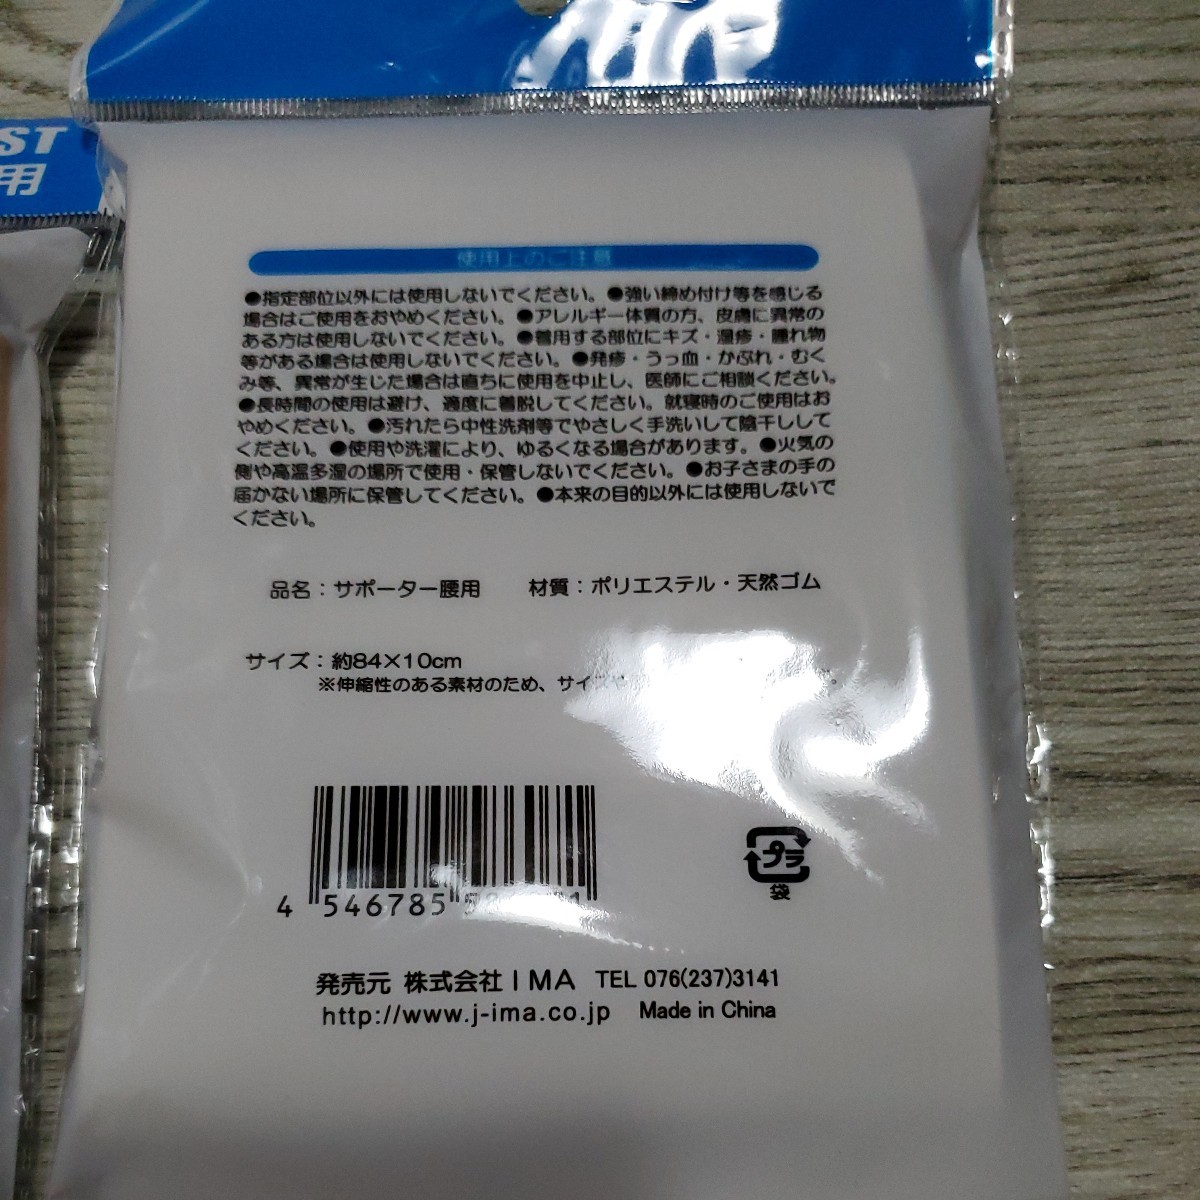 ST
用
使用上のご注意
●指定部位以外には使用しないでください。●強い締め付け等を感じる
場合はご使用をおやめください。●アレルギー体質の方、皮膚に異常の
ある方は使用しないでください。●着用する部位にキズ・湿疹・腫れ物
等がある場合は使用しないでください。●発疹・うっ血・かぶれ・むく
み等、異常が生じた場合は直ちに使用を中止し、医師にご相談ください。
●長時間の使用は避け、適度に着脱してください。就寝時のご使用はお
やめください。●汚れたら中性洗剤等でやさしく手洗いして陰干しして
ください。●使用や洗濯により、ゆるくなる場合があります。●火気の
側や高温多湿の場所で使用・保管しないでください。●お子さまの手の
届かない場所に保管してください。●本来の目的以外には使用しないで
ください。
品名：サポーター腰用 材質：ポリエステル・天然ゴム
サイズ：約84×10cm
※伸縮性のある素材のため、サイズや
4 546785
プラ
袋
発売元 株式会社IMA TEL 076(237)3141
http://www.j-ima.co.jp Made in China